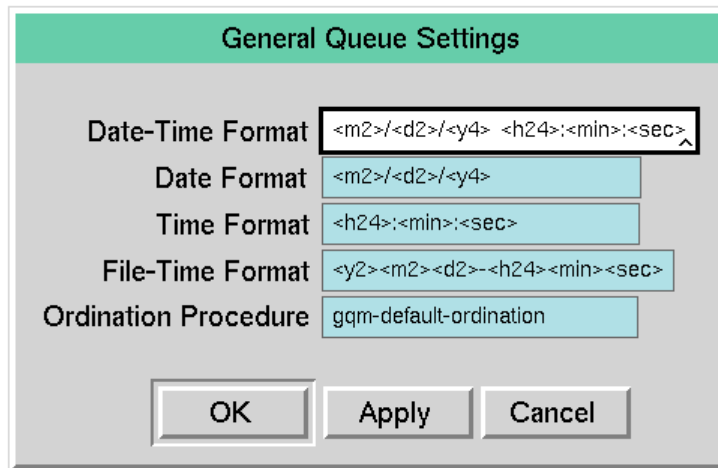 General Queue Settings
Date-Time Format <m2>/<d2>/<y4> <h24>:<min>:<sec>
Date Format <m2>/<d2>/<y4>
Time Format <h24>:<min>:<sec>
File-Time Format <y2><m2><d2>-<h24><min><sec>
Ordination Procedure gqm-default-ordination
OK Apply Cancel